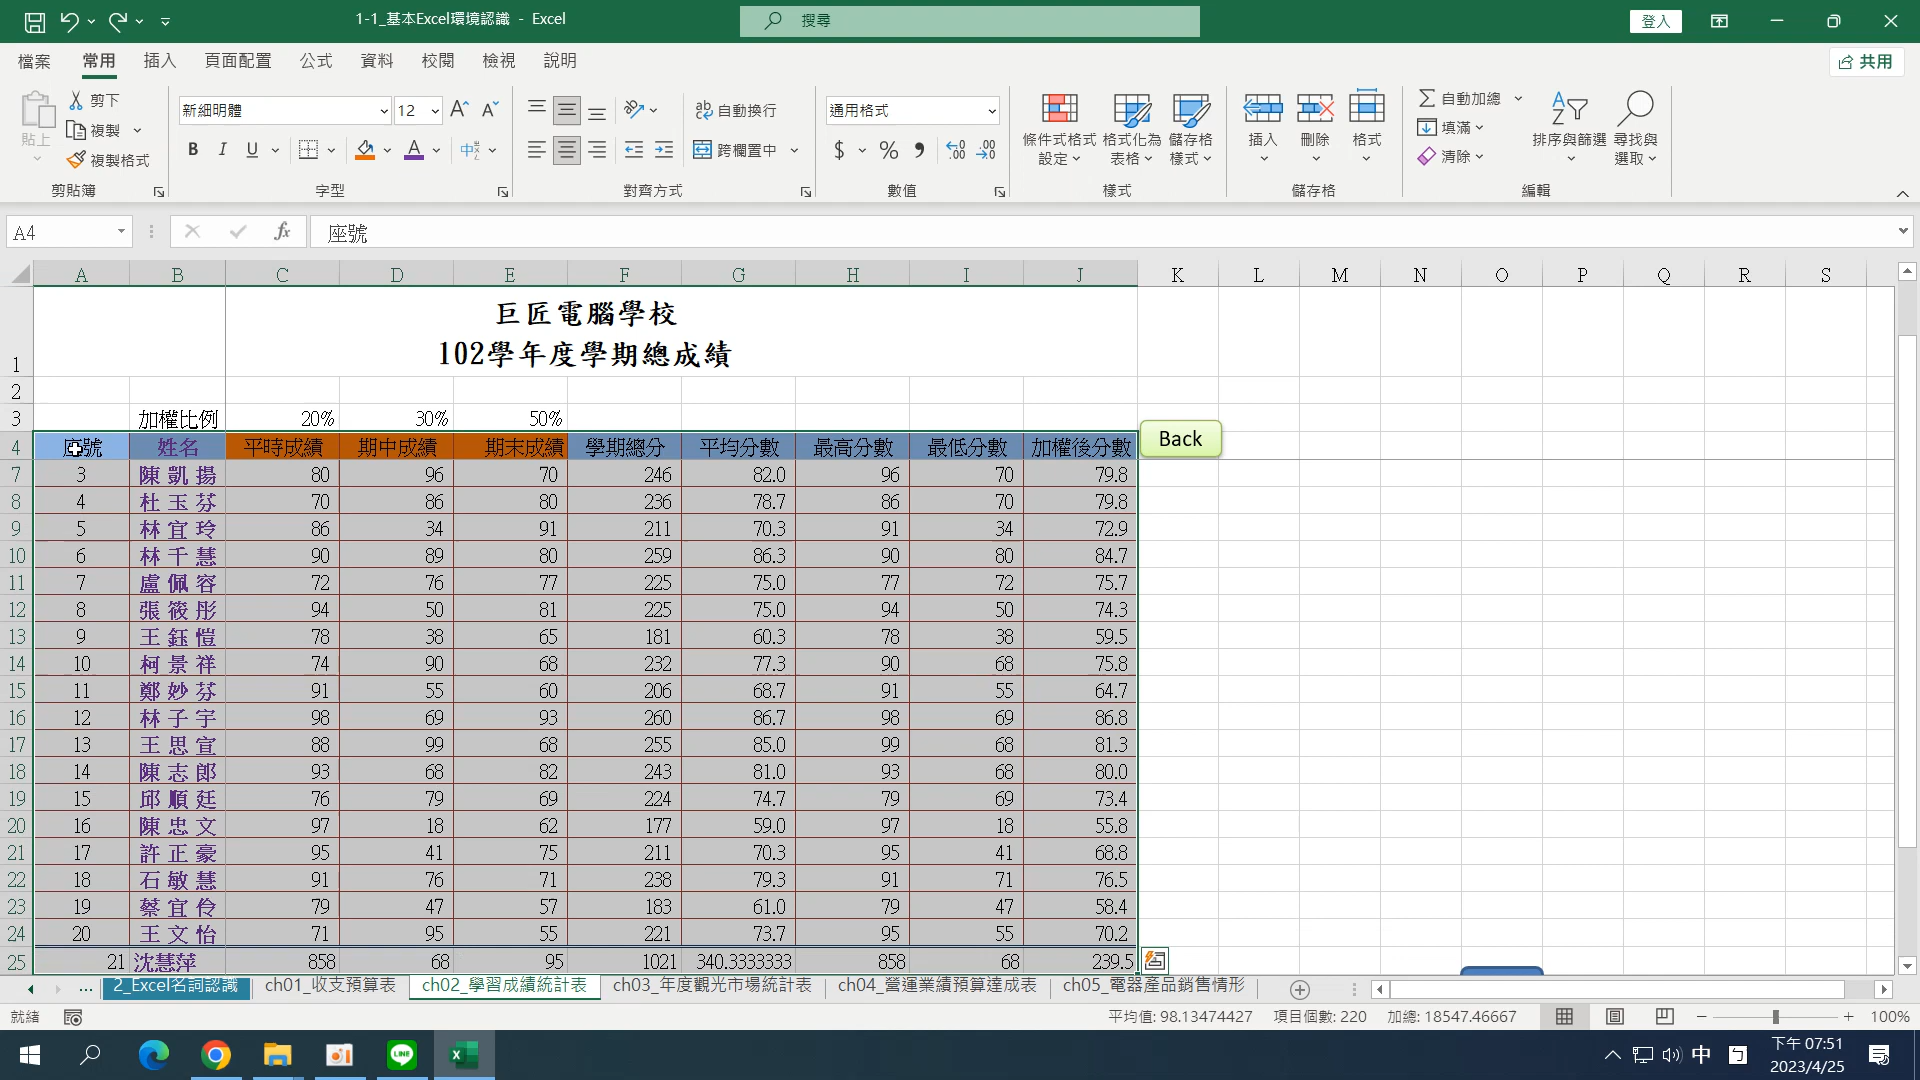 1-1_基本Excel環境認識 - Excel
搜尋
登入
檔案 常用 插入 頁面配置 公式 資料 校閱 檢視 說明
共用
貼上
剪下
複製
複製格式
剪貼簿
新細明體 12
B I U
字型
自動換行
跨欄置中
對齊方式
通用格式
$ %
數值
條件式格式設定
格式化為表格
儲存格樣式
樣式
插入 刪除 格式
儲存格
自動加總
填滿
清除
排序與篩選
尋找與選取
編輯
A4 fx 座號
A B C D E F G H I J K L M N O P Q R S
巨匠電腦學校
1 102學年度學期總成績
2
3 加權比例 20% 30% 50%
4 座號 姓名 平時成績 期中成績 期末成績 學期總分 平均分數 最高分數 最低分數 加權後分數 Back
7 3 陳凱揚 80 96 70 246 82.0 96 70 79.8
8 4 杜玉芬 70 86 80 236 78.7 86 70 79.8
9 5 林宜玲 86 34 91 211 70.3 91 34 72.9
10 6 林千慧 90 89 80 259 86.3 90 80 84.7
11 7 盧佩容 72 76 77 225 75.0 77 72 75.7
12 8 張筱彤 94 50 81 225 75.0 94 50 74.3
13 9 王鈺愷 78 38 65 181 60.3 78 38 59.5
14 10 柯景祥 74 90 68 232 77.3 90 68 75.8
15 11 鄭妙芬 91 55 60 206 68.7 91 55 64.7
16 12 林子宇 98 69 93 260 86.7 98 69 86.8
17 13 王思宣 88 99 68 255 85.0 99 68 81.3
18 14 陳志郎 93 68 82 243 81.0 93 68 80.0
19 15 邱順廷 76 79 69 224 74.7 79 69 73.4
20 16 陳忠文 97 18 62 177 59.0 97 18 55.8
21 17 許正豪 95 41 75 211 70.3 95 41 68.8
22 18 石敏慧 91 76 71 238 79.3 91 71 76.5
23 19 蔡宜伶 79 47 57 183 61.0 79 47 58.4
24 20 王文怡 71 95 55 221 73.7 95 55 70.2
25 21 沈慧萍 858 68 95 1021 340.3333333 858 68 239.5
... 2_Excel名詞認識 ch01_收支預算表 ch02_學習成績統計表 ch03_年度觀光市場統計表 ch04_營運業績預算達成表 ch05_電器產品銷售情形
就緒 平均值: 98.13474427 項目個數: 220 加總: 18547.46667 100%
中 ㄅ 下午 07:51
2023/4/25